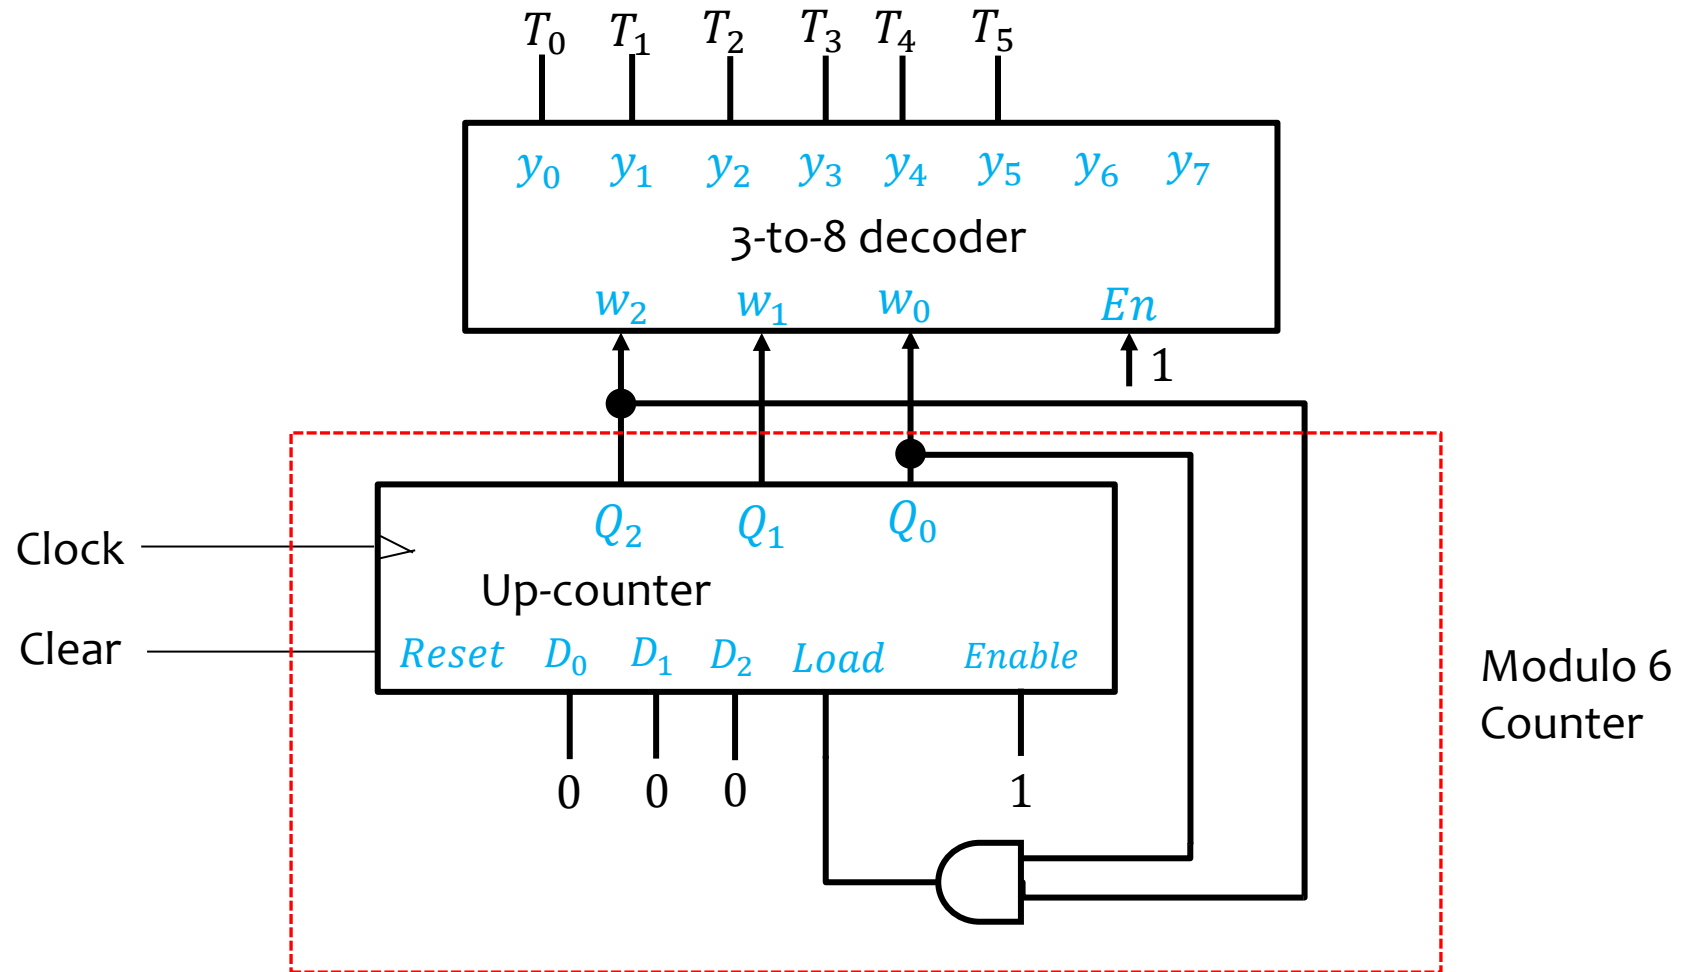 T₀ T₁ T₂ T₃ T₄ T₅
y₀ y₁ y₂ y₃ y₄ y₅ y₆ y₇
3-to-8 decoder
w₂ w₁ w₀ En
1
Q₂ Q₁ Q₀
Clock
Up-counter
Clear
Reset D₀ D₁ D₂ Load Enable
Modulo 6
Counter
0 0 0 1